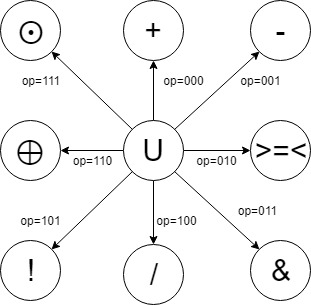 ⊙
+
-
op=111
op=000
op=001
⊕
U
>=<
op=110
op=010
op=101
op=100
op=011
!
/
&